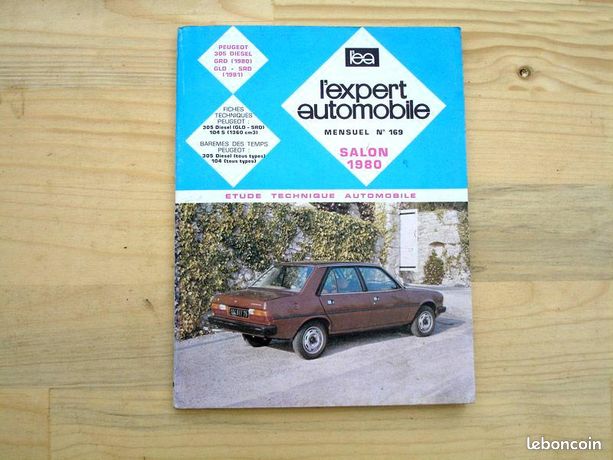 PEUGEOT
305 DIESEL
GRD (1980)
GLD - SRD
(1981)
FICHES
TECHNIQUES
PEUGEOT :
305 Diesel (GLD - SRD)
104 S (1360 cm3)
BAREMES DES TEMPS
PEUGEOT :
305 Diesel (tous types)
104 (tous types)
l'ea
l'expert
automobile
MENSUEL N° 169
SALON
1980
ETUDE TECHNIQUE AUTOMOBILE
leboncoin